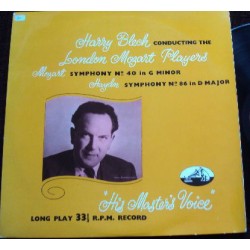 Harry Blech CONDUCTING THE
London Mozart Players
Mozart SYMPHONY Nº 40 in G MINOR
Haydn SYMPHONY Nº 86 in D MAJOR
"His Master's Voice"
LONG PLAY 33⅓ R.P.M. RECORD